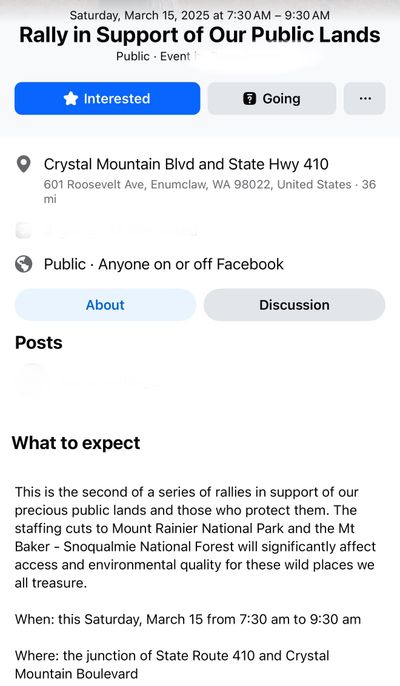 Saturday, March 15, 2025 at 7:30 AM – 9:30 AM
Rally in Support of Our Public Lands
Public · Event
Interested
Going
Crystal Mountain Blvd and State Hwy 410
601 Roosevelt Ave, Enumclaw, WA 98022, United States · 36
mi
Public · Anyone on or off Facebook
About
Discussion
Posts
What to expect
This is the second of a series of rallies in support of our
precious public lands and those who protect them. The
staffing cuts to Mount Rainier National Park and the Mt
Baker - Snoqualmie National Forest will significantly affect
access and environmental quality for these wild places we
all treasure.
When: this Saturday, March 15 from 7:30 am to 9:30 am
Where: the junction of State Route 410 and Crystal
Mountain Boulevard